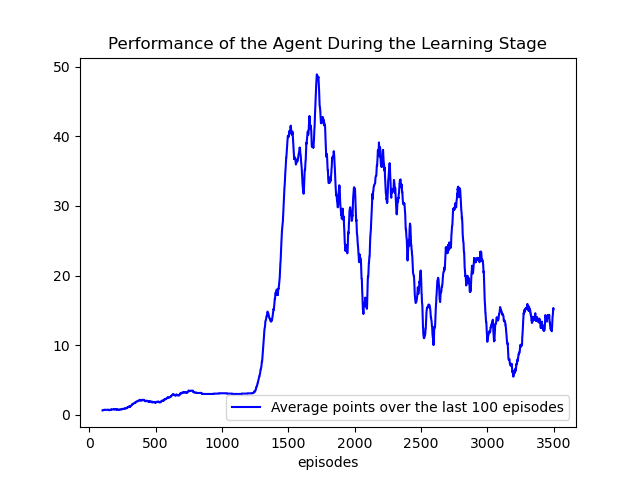 Performance of the Agent During the Learning Stage
50
40
30
20
10
0
Average points over the last 100 episodes
0 500 1000 1500 2000 2500 3000 3500
episodes